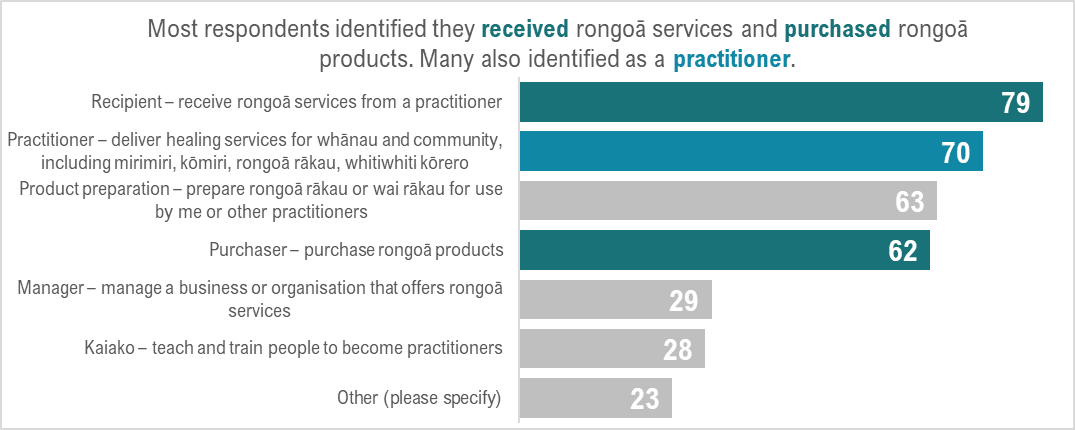 Most respondents identified they received rongoā services and purchased rongoā
products. Many also identified as a practitioner.
Recipient – receive rongoā services from a practitioner
79
Practitioner – deliver healing services for whānau and community,
including mirimiri, kōmiri, rongoā rākau, whitiwhiti kōrero
70
Product preparation – prepare rongoā rākau or wai rākau for use
by me or other practitioners
63
Purchaser – purchase rongoā products
62
Manager – manage a business or organisation that offers rongoā
services
29
Kaiako – teach and train people to become practitioners
28
Other (please specify)
23